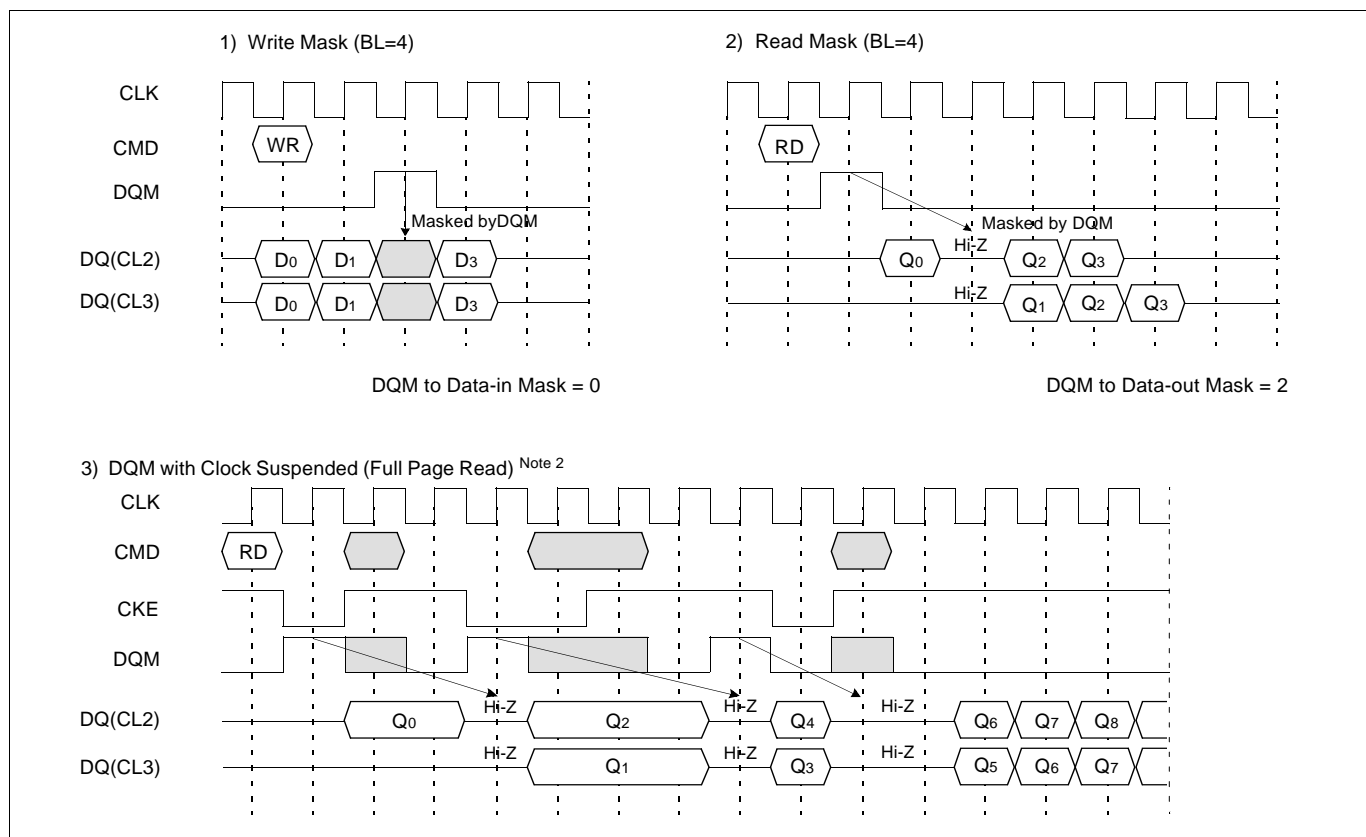 1) Write Mask (BL=4)
2) Read Mask (BL=4)
CLK
CMD
WR
RD
DQM
Masked byDQM
Masked by DQM
DQ(CL2)
D0 D1 D3
Q0 Hi-Z Q2 Q3
DQ(CL3)
D0 D1 D3
Hi-Z Q1 Q2 Q3
DQM to Data-in Mask = 0
DQM to Data-out Mask = 2
3) DQM with Clock Suspended (Full Page Read) Note 2
CLK
CMD
RD
CKE
DQM
DQ(CL2)
Q0 Hi-Z Q2 Hi-Z Q4 Hi-Z Q6 Q7 Q8
DQ(CL3)
Hi-Z Q1 Hi-Z Q3 Hi-Z Q5 Q6 Q7